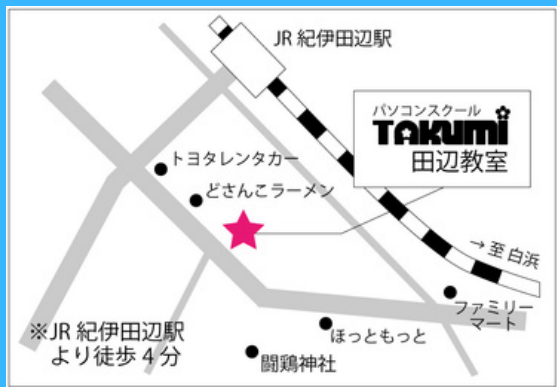 JR 紀伊田辺駅
パソコンスクール
TAKUMi
田辺教室
トヨタレンタカー
どさんこラーメン
→ 至 白浜
ファミリー
マート
ほっともっと
闘鶏神社
※JR 紀伊田辺駅
より徒歩 4 分